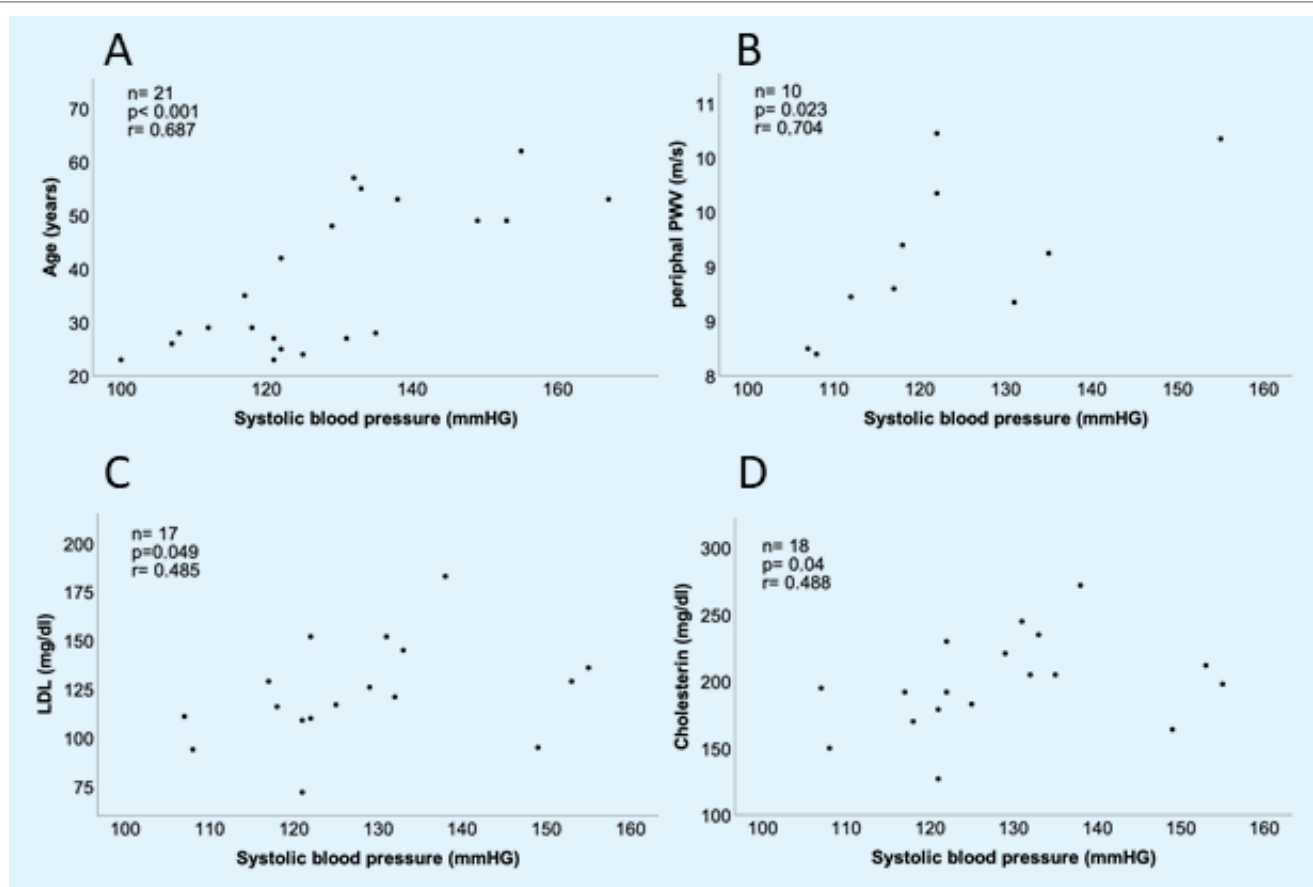 A
n= 21
p< 0.001
r= 0.687
70
60
50
40
30
20
Age (years)
100 120 140 160
Systolic blood pressure (mmHG)
B
n= 10
p= 0.023
r= 0,704
11
10
10
9
9
8
periphal PWV (m/s)
100 110 120 130 140 150 160
Systolic blood pressure (mmHG)
C
n= 17
p=0.049
r= 0.485
200
175
150
125
100
75
LDL (mg/dl)
100 110 120 130 140 150 160
Systolic blood pressure (mmHG)
D
n= 18
p= 0.04
r= 0.488
300
250
200
150
100
Cholesterin (mg/dl)
100 110 120 130 140 150 160
Systolic blood pressure (mmHG)